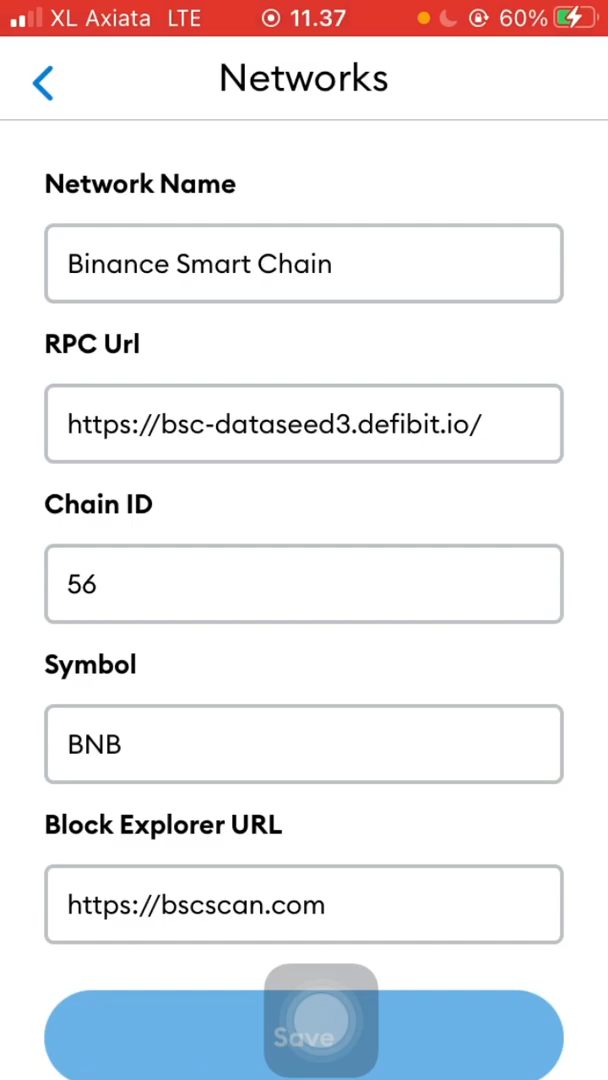 XL Axiata LTE 11.37 60%
Networks
Network Name
Binance Smart Chain
RPC Url
https://bsc-dataseed3.defibit.io/
Chain ID
56
Symbol
BNB
Block Explorer URL
https://bscscan.com
Save